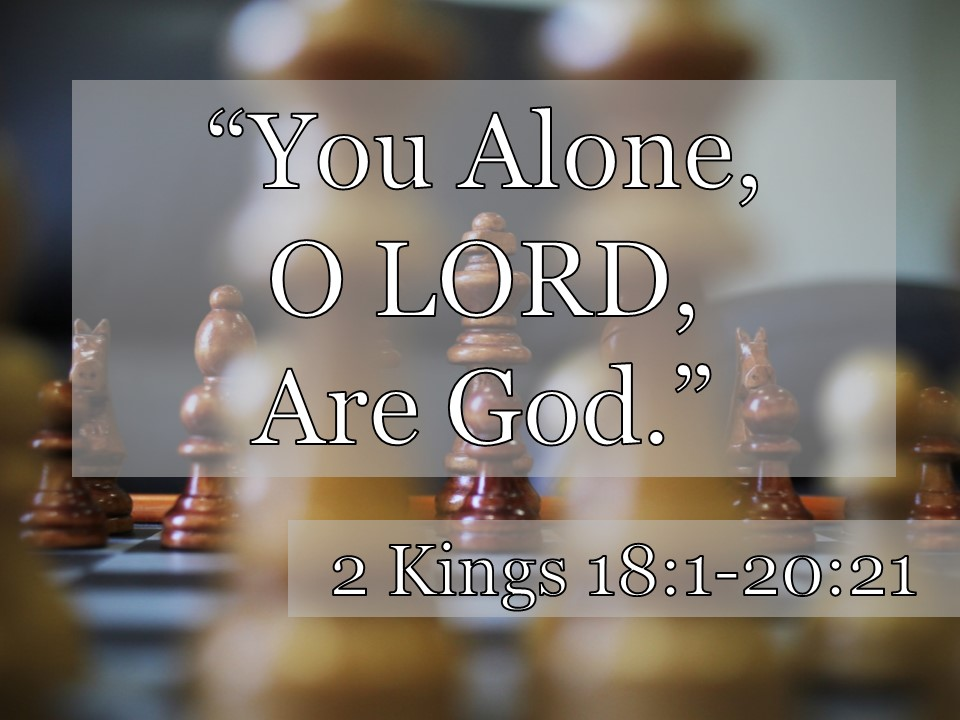 “You Alone,
O LORD,
Are God.”
2 Kings 18:1-20:21